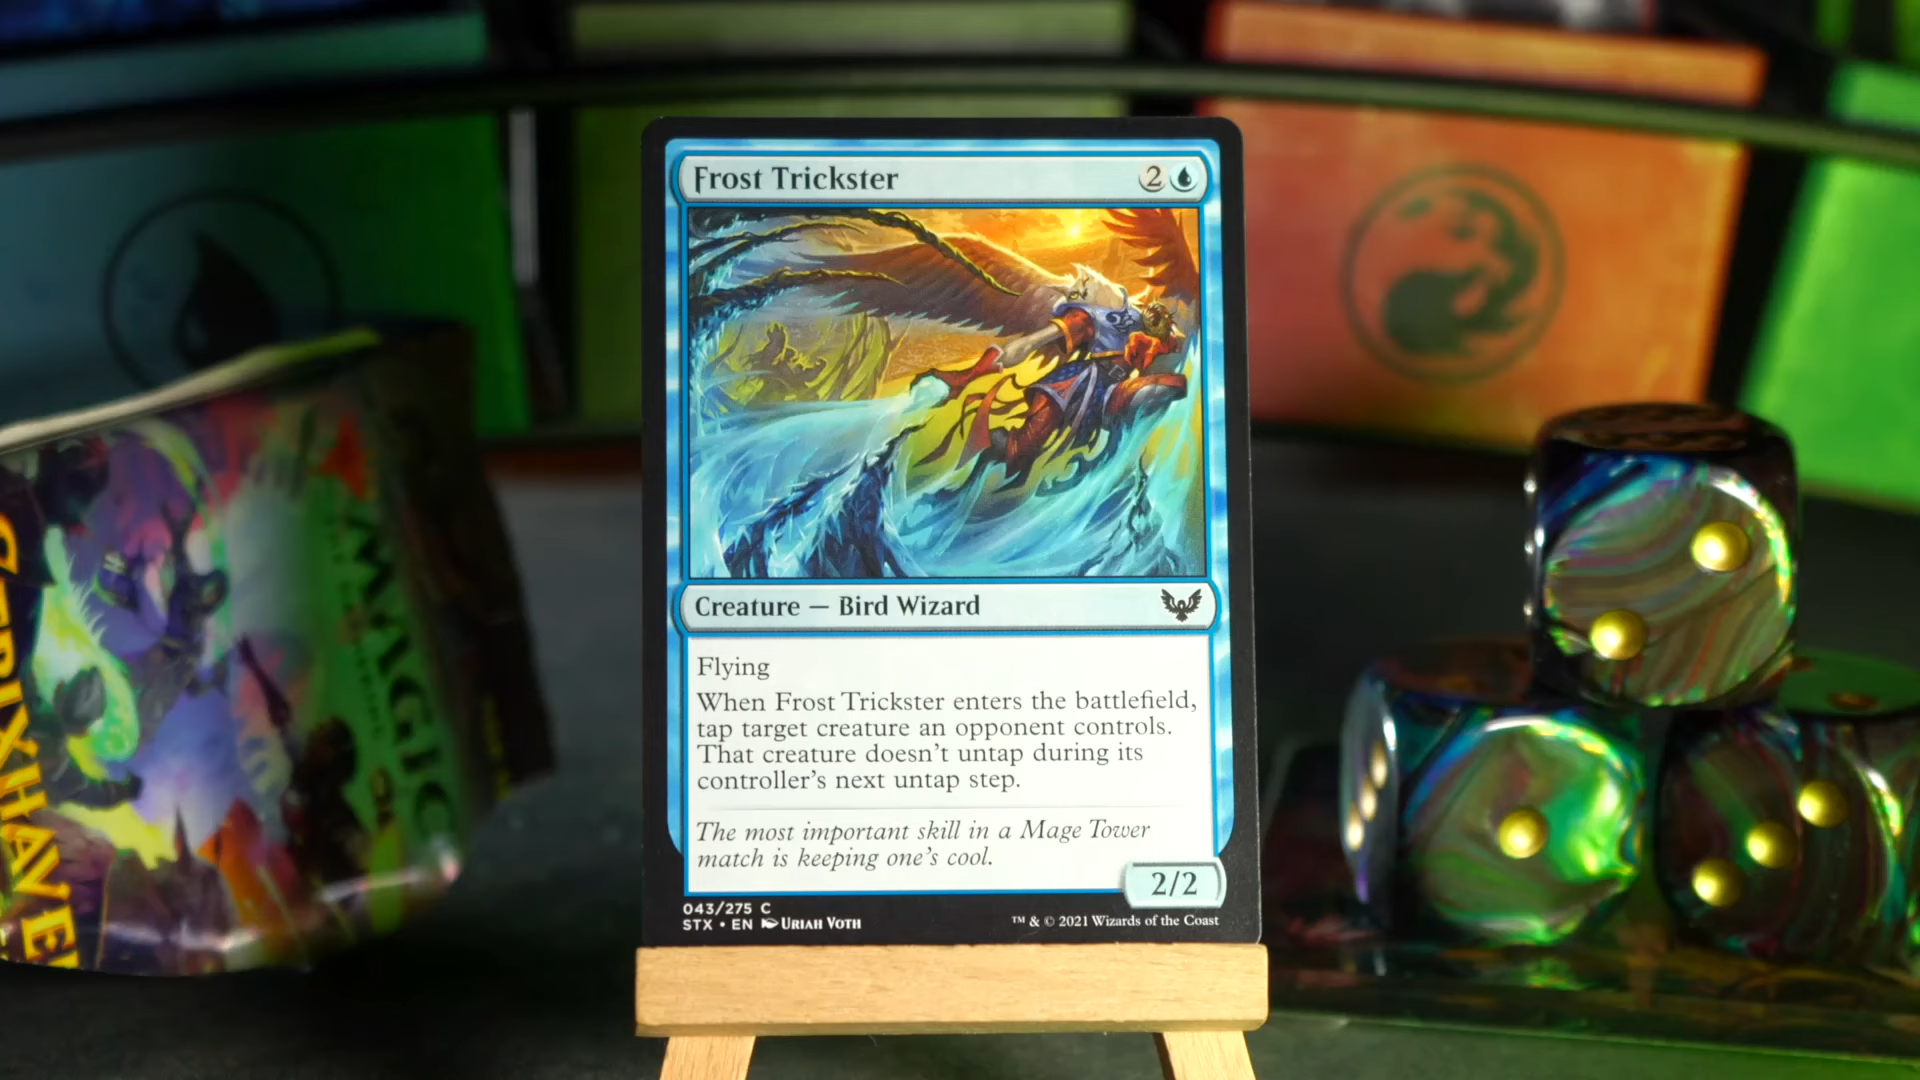 Frost Trickster 2
Creature — Bird Wizard
Flying
When Frost Trickster enters the battlefield,
tap target creature an opponent controls.
That creature doesn't untap during its
controller's next untap step.
The most important skill in a Mage Tower
match is keeping one's cool.
2/2
043/275 C
STX • EN Uriah Voth
™ & © 2021 Wizards of the Coast
STRIXHAVEN
MAGIC